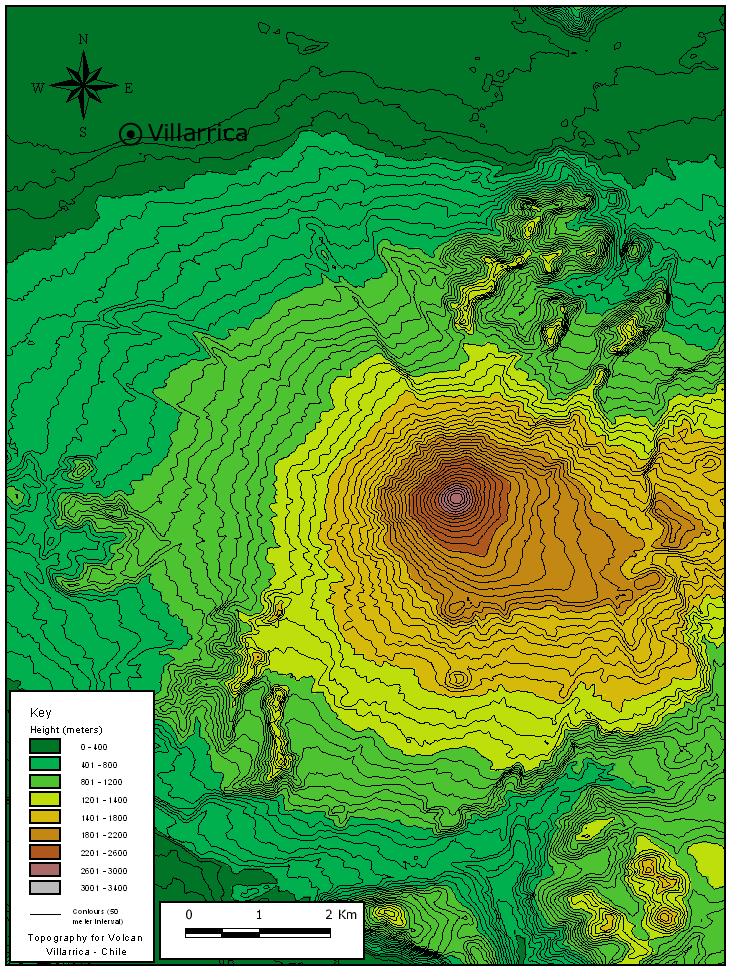 N
W E
S
Villarrica
Key
Height (meters)
0 - 400
401 - 800
801 - 1200
1201 - 1400
1401 - 1800
1801 - 2200
2201 - 2600
2601 - 3000
3001 - 3400
Contours (50
meter Interval)
Topography for Volcan
Villarrica - Chile
0 1 2 Km